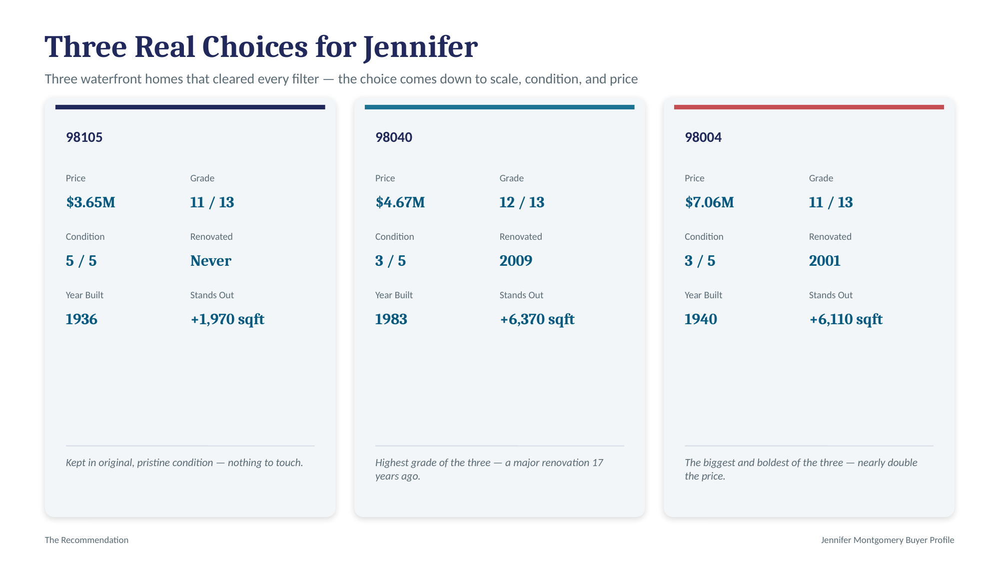 Three Real Choices for Jennifer
Three waterfront homes that cleared every filter — the choice comes down to scale, condition, and price
98105
Price
Grade
$3.65M
11 / 13
Condition
Renovated
5 / 5
Never
Year Built
Stands Out
1936
+1,970 sqft
Kept in original, pristine condition — nothing to touch.
98040
Price
Grade
$4.67M
12 / 13
Condition
Renovated
3 / 5
2009
Year Built
Stands Out
1983
+6,370 sqft
Highest grade of the three — a major renovation 17
years ago.
98004
Price
Grade
$7.06M
11 / 13
Condition
Renovated
3 / 5
2001
Year Built
Stands Out
1940
+6,110 sqft
The biggest and boldest of the three — nearly double
the price.
The Recommendation
Jennifer Montgomery Buyer Profile